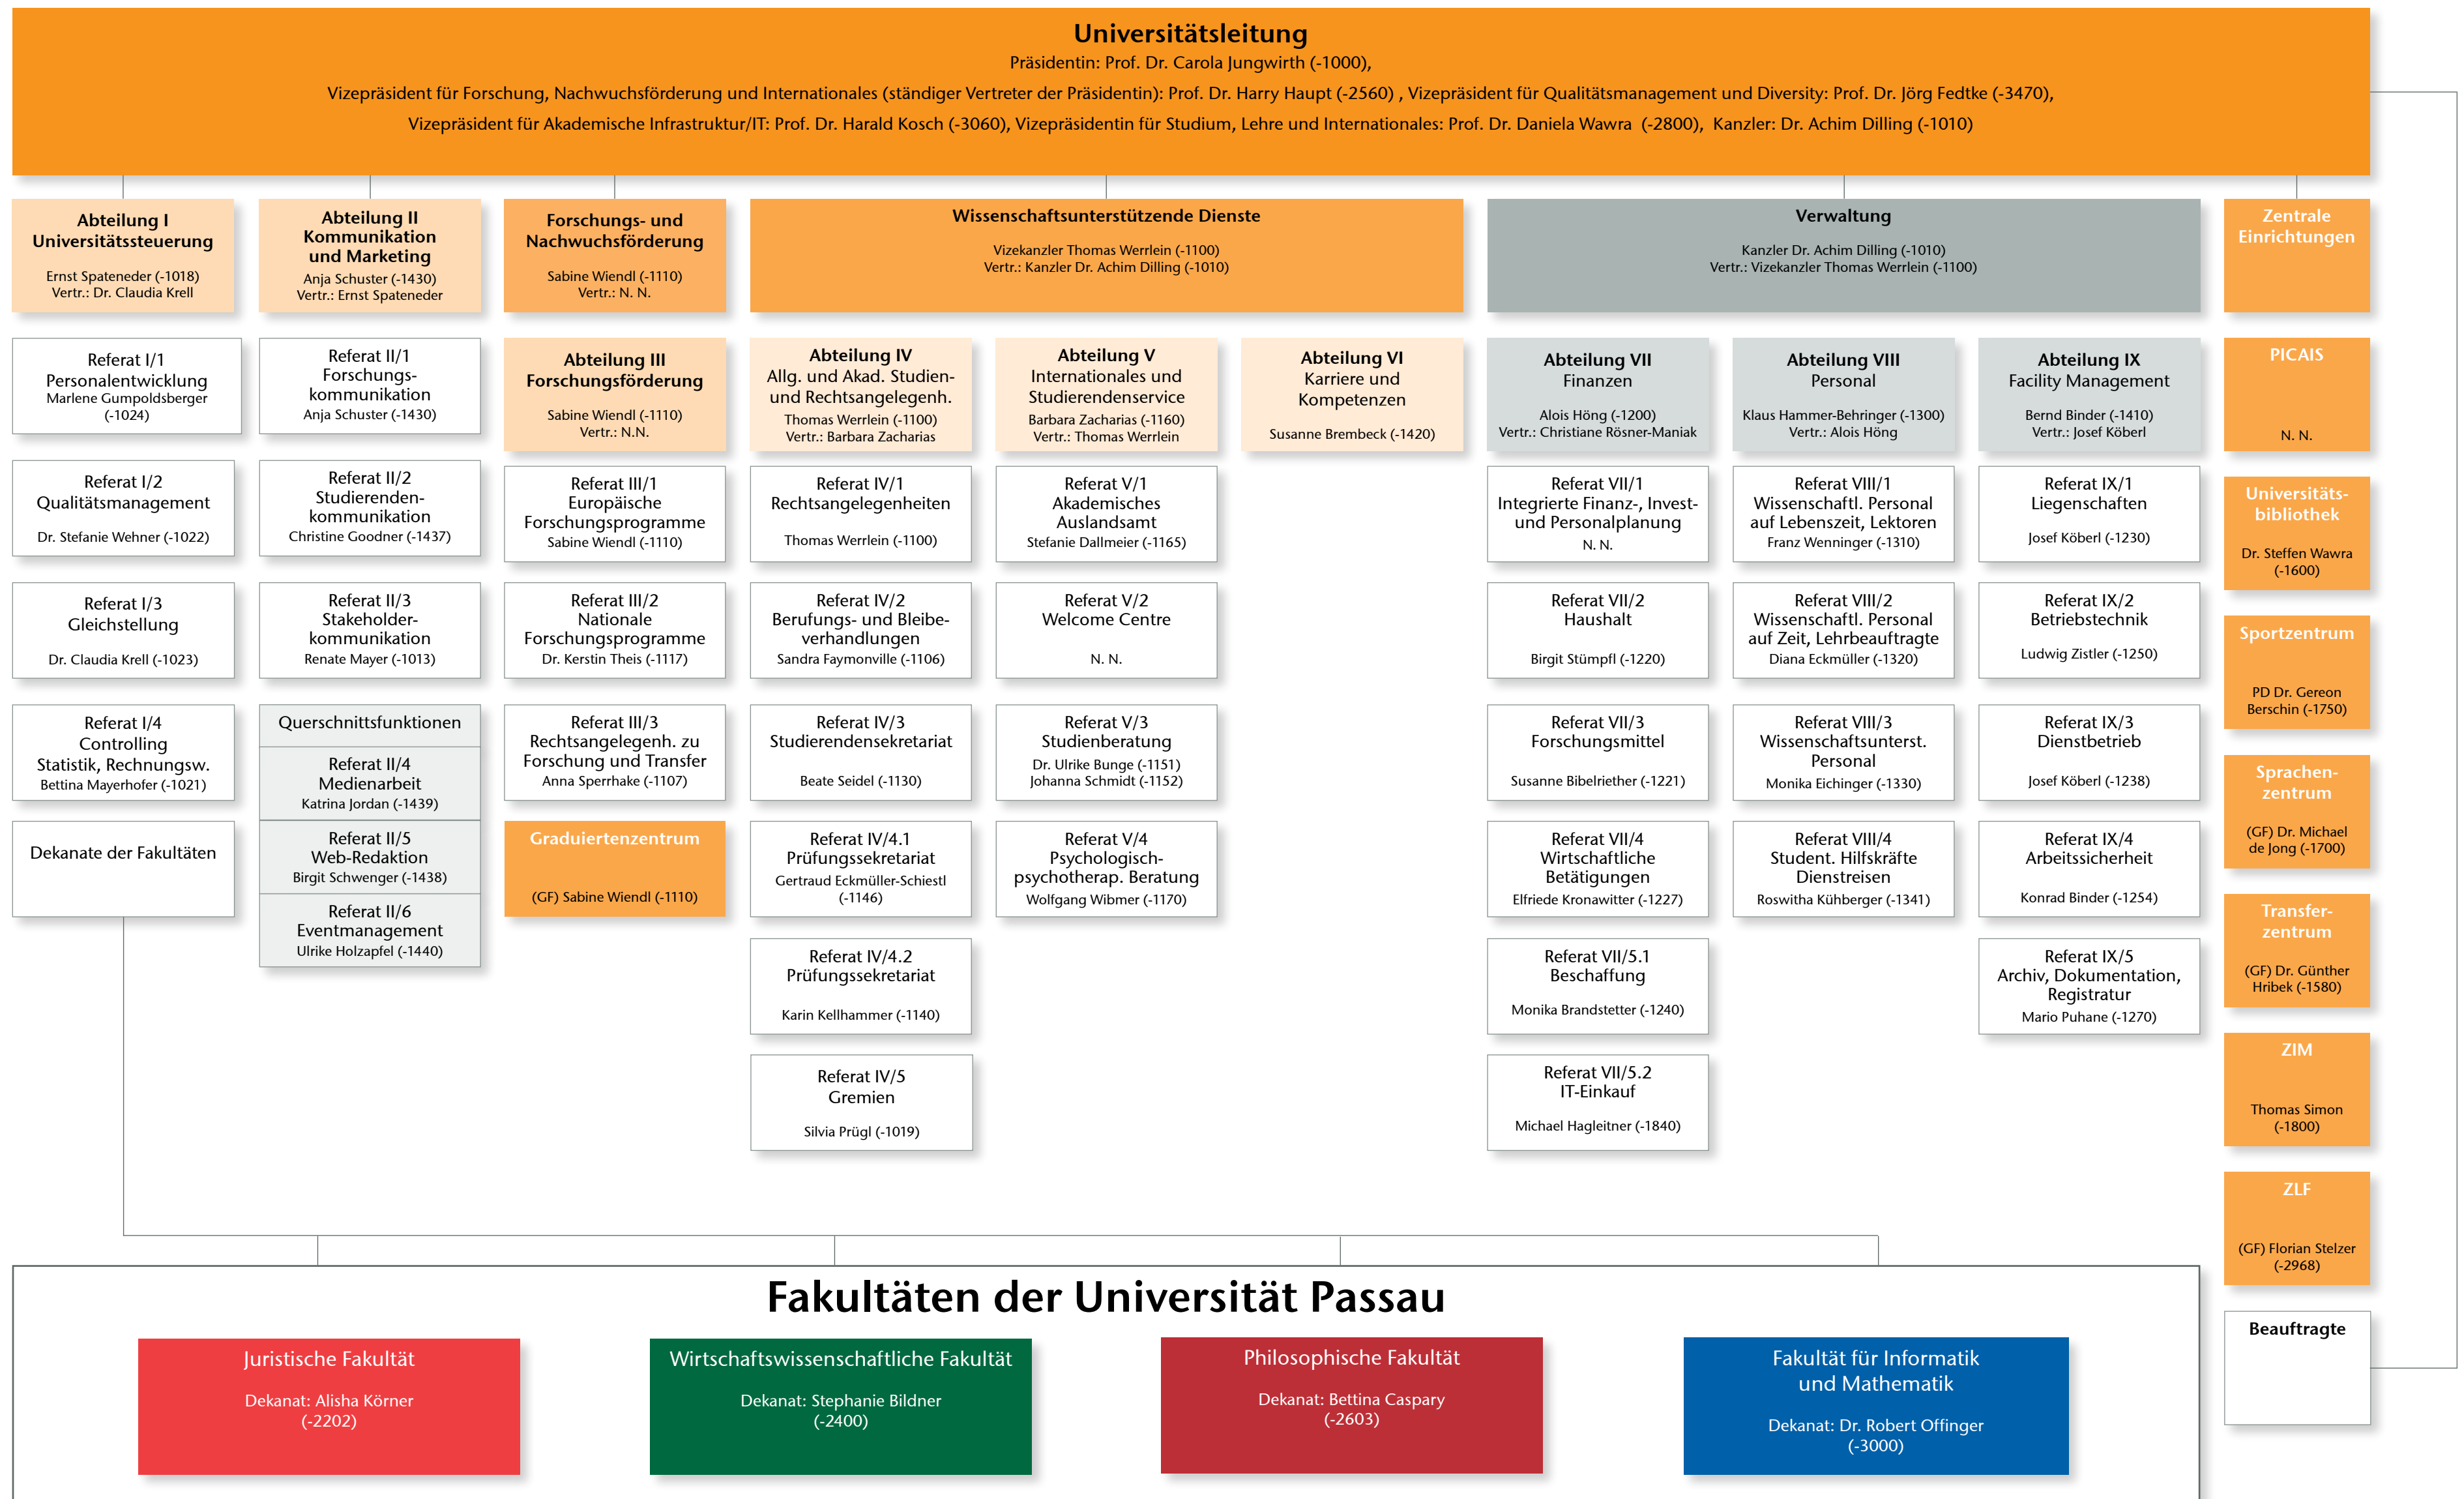 Universitätsleitung
Präsidentin: Prof. Dr. Carola Jungwirth (-1000),
Vizepräsident für Forschung, Nachwuchsförderung und Internationales (ständiger Vertreter der Präsidentin): Prof. Dr. Harry Haupt (-2560) , Vizepräsident für Qualitätsmanagement und Diversity: Prof. Dr. Jörg Fedtke (-3470),
Vizepräsident für Akademische Infrastruktur/IT: Prof. Dr. Harald Kosch (-3060), Vizepräsidentin für Studium, Lehre und Internationales: Prof. Dr. Daniela Wawra (-2800), Kanzler: Dr. Achim Dilling (-1010)
Abteilung I
Universitätssteuerung
Ernst Spateneder (-1018)
Vertr.: Dr. Claudia Krell
Referat I/1
Personalentwicklung
Marlene Gumpoldsberger
(-1024)
Referat I/2
Qualitätsmanagement
Dr. Stefanie Wehner (-1022)
Referat I/3
Gleichstellung
Dr. Claudia Krell (-1023)
Referat I/4
Controlling
Statistik, Rechnungsw.
Bettina Mayerhofer (-1021)
Dekanate der Fakultäten
Abteilung II
Kommunikation
und Marketing
Anja Schuster (-1430)
Vertr.: Ernst Spateneder
Referat II/1
Forschungs-
kommunikation
Anja Schuster (-1430)
Referat II/2
Studierenden-
kommunikation
Christine Goodner (-1437)
Referat II/3
Stakeholder-
kommunikation
Renate Mayer (-1013)
Querschnittsfunktionen
Referat II/4
Medienarbeit
Katrina Jordan (-1439)
Referat II/5
Web-Redaktion
Birgit Schwenger (-1438)
Referat II/6
Eventmanagement
Ulrike Holzapfel (-1440)
Forschungs- und
Nachwuchsförderung
Sabine Wiendl (-1110)
Vertr.: N. N.
Abteilung III
Forschungsförderung
Sabine Wiendl (-1110)
Vertr.: N.N.
Referat III/1
Europäische
Forschungsprogramme
Sabine Wiendl (-1110)
Referat III/2
Nationale
Forschungsprogramme
Dr. Kerstin Theis (-1117)
Referat III/3
Rechtsangelegenh. zu
Forschung und Transfer
Anna Sperrhake (-1107)
Graduiertenzentrum
(GF) Sabine Wiendl (-1110)
Wissenschaftsunterstützende Dienste
Vizekanzler Thomas Werrlein (-1100)
Vertr.: Kanzler Dr. Achim Dilling (-1010)
Abteilung IV
Allg. und Akad. Studien-
und Rechtsangelegenh.
Thomas Werrlein (-1100)
Vertr.: Barbara Zacharias
Referat IV/1
Rechtsangelegenheiten
Thomas Werrlein (-1100)
Referat IV/2
Berufungs- und Bleibe-
verhandlungen
Sandra Faymonville (-1106)
Referat IV/3
Studierendensekretariat
Beate Seidel (-1130)
Referat IV/4.1
Prüfungssekretariat
Gertraud Eckmüller-Schiestl
(-1146)
Referat IV/4.2
Prüfungssekretariat
Karin Kellhammer (-1140)
Referat IV/5
Gremien
Silvia Prügl (-1019)
Abteilung V
Internationales und
Studierendenservice
Barbara Zacharias (-1160)
Vertr.: Thomas Werrlein
Referat V/1
Akademisches
Auslandsamt
Stefanie Dallmeier (-1165)
Referat V/2
Welcome Centre
N. N.
Referat V/3
Studienberatung
Dr. Ulrike Bunge (-1151)
Johanna Schmidt (-1152)
Referat V/4
Psychologisch-
psychotherap. Beratung
Wolfgang Wibmer (-1170)
Abteilung VI
Karriere und
Kompetenzen
Susanne Brembeck (-1420)
Verwaltung
Kanzler Dr. Achim Dilling (-1010)
Vertr.: Vizekanzler Thomas Werrlein (-1100)
Abteilung VII
Finanzen
Alois Höng (-1200)
Vertr.: Christiane Rösner-Maniak
Referat VII/1
Integrierte Finanz-, Invest-
und Personalplanung
N. N.
Referat VII/2
Haushalt
Birgit Stümpfl (-1220)
Referat VII/3
Forschungsmittel
Susanne Bibelriether (-1221)
Referat VII/4
Wirtschaftliche
Betätigungen
Elfriede Kronawitter (-1227)
Referat VII/5.1
Beschaffung
Monika Brandstetter (-1240)
Referat VII/5.2
IT-Einkauf
Michael Hagleitner (-1840)
Abteilung VIII
Personal
Klaus Hammer-Behringer (-1300)
Vertr.: Alois Höng
Referat VIII/1
Wissenschaftl. Personal
auf Lebenszeit, Lektoren
Franz Wenninger (-1310)
Referat VIII/2
Wissenschaftl. Personal
auf Zeit, Lehrbeauftragte
Diana Eckmüller (-1320)
Referat VIII/3
Wissenschaftsunterst.
Personal
Monika Eichinger (-1330)
Referat VIII/4
Student. Hilfskräfte
Dienstreisen
Roswitha Kühberger (-1341)
Abteilung IX
Facility Management
Bernd Binder (-1410)
Vertr.: Josef Köberl
Referat IX/1
Liegenschaften
Josef Köberl (-1230)
Referat IX/2
Betriebstechnik
Ludwig Zistler (-1250)
Referat IX/3
Dienstbetrieb
Josef Köberl (-1238)
Referat IX/4
Arbeitssicherheit
Konrad Binder (-1254)
Referat IX/5
Archiv, Dokumentation,
Registratur
Mario Puhane (-1270)
Zentrale
Einrichtungen
PICAIS
N. N.
Universitäts-
bibliothek
Dr. Steffen Wawra
(-1600)
Sportzentrum
PD Dr. Gereon
Berschin (-1750)
Sprachen-
zentrum
(GF) Dr. Michael
de Jong (-1700)
Transfer-
zentrum
(GF) Dr. Günther
Hribek (-1580)
ZIM
Thomas Simon
(-1800)
ZLF
(GF) Florian Stelzer
(-2968)
Beauftragte
Fakultäten der Universität Passau
Juristische Fakultät
Dekanat: Alisha Körner
(-2202)
Wirtschaftswissenschaftliche Fakultät
Dekanat: Stephanie Bildner
(-2400)
Philosophische Fakultät
Dekanat: Bettina Caspary
(-2603)
Fakultät für Informatik
und Mathematik
Dekanat: Dr. Robert Offinger
(-3000)